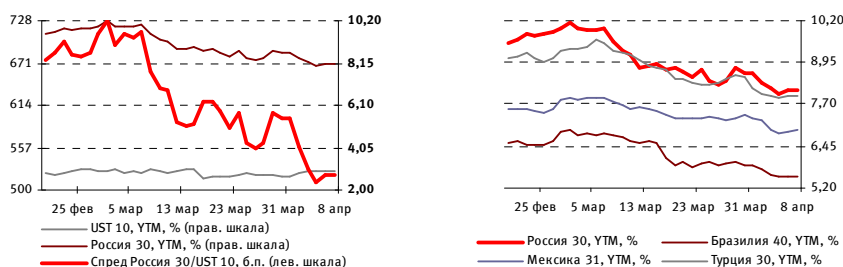 728
671
614
557
500
10,20
8,15
6,10
4,05
2,00
25 фев
5 мар
13 мар
23 мар
31 мар
8 апр
UST 10, YTM, % (прав. шкала)
Россия 30, YTM, % (прав. шкала)
Спред Россия 30/UST 10, б.п. (лев. шкала)
10,20
8,95
7,70
6,45
5,20
25 фев
5 мар
13 мар
23 мар
31 мар
8 апр
Россия 30, YTM, %
Бразилия 40, YTM, %
Мексика 31, YTM, %
Турция 30, YTM, %